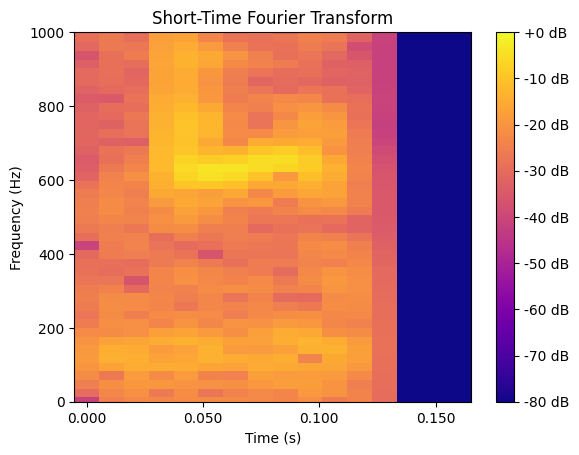 Short-Time Fourier Transform
Frequency (Hz)
1000
800
600
400
200
0
0.000
0.050
0.100
0.150
Time (s)
+0 dB
-10 dB
-20 dB
-30 dB
-40 dB
-50 dB
-60 dB
-70 dB
-80 dB